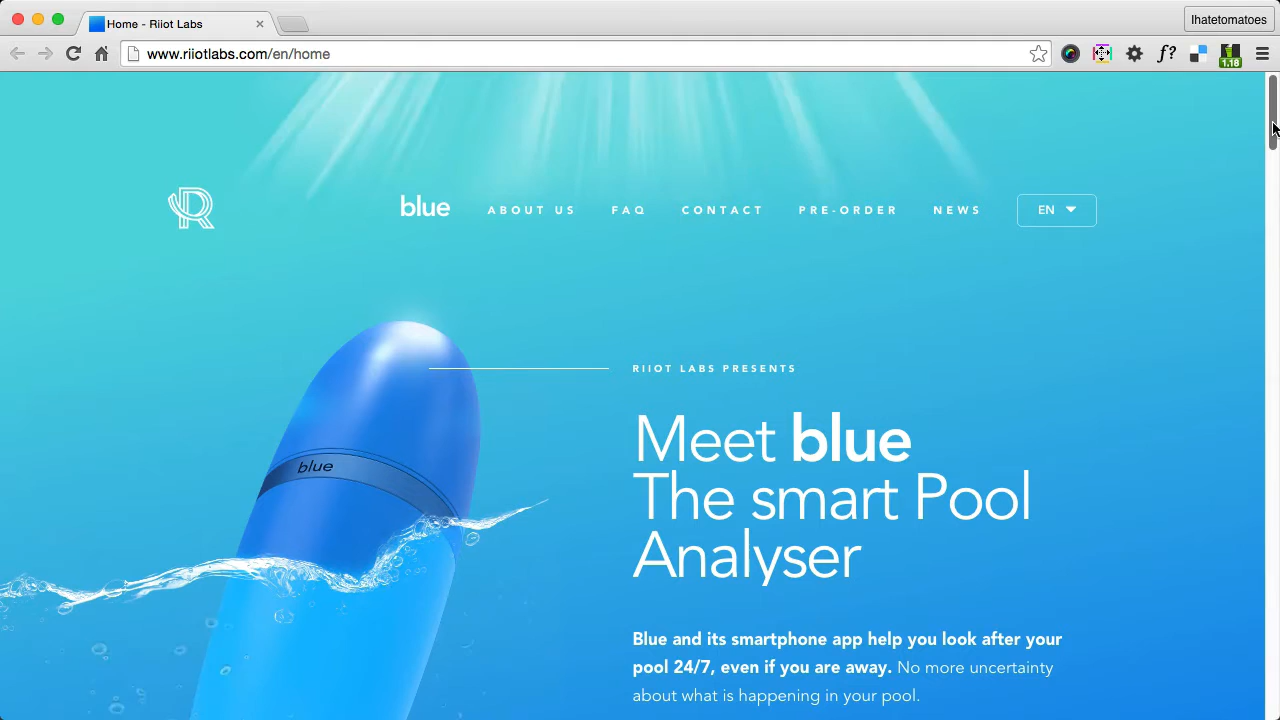 Home - Riiot Labs
Ihatetomatoes
www.riiotlabs.com/en/home
f?
1.18
R
blue
ABOUT US
FAQ
CONTACT
PRE-ORDER
NEWS
EN
RIIOT LABS PRESENTS
Meet blue
The smart Pool
Analyser
blue
Blue and its smartphone app help you look after your
pool 24/7, even if you are away. No more uncertainty
about what is happening in your pool.